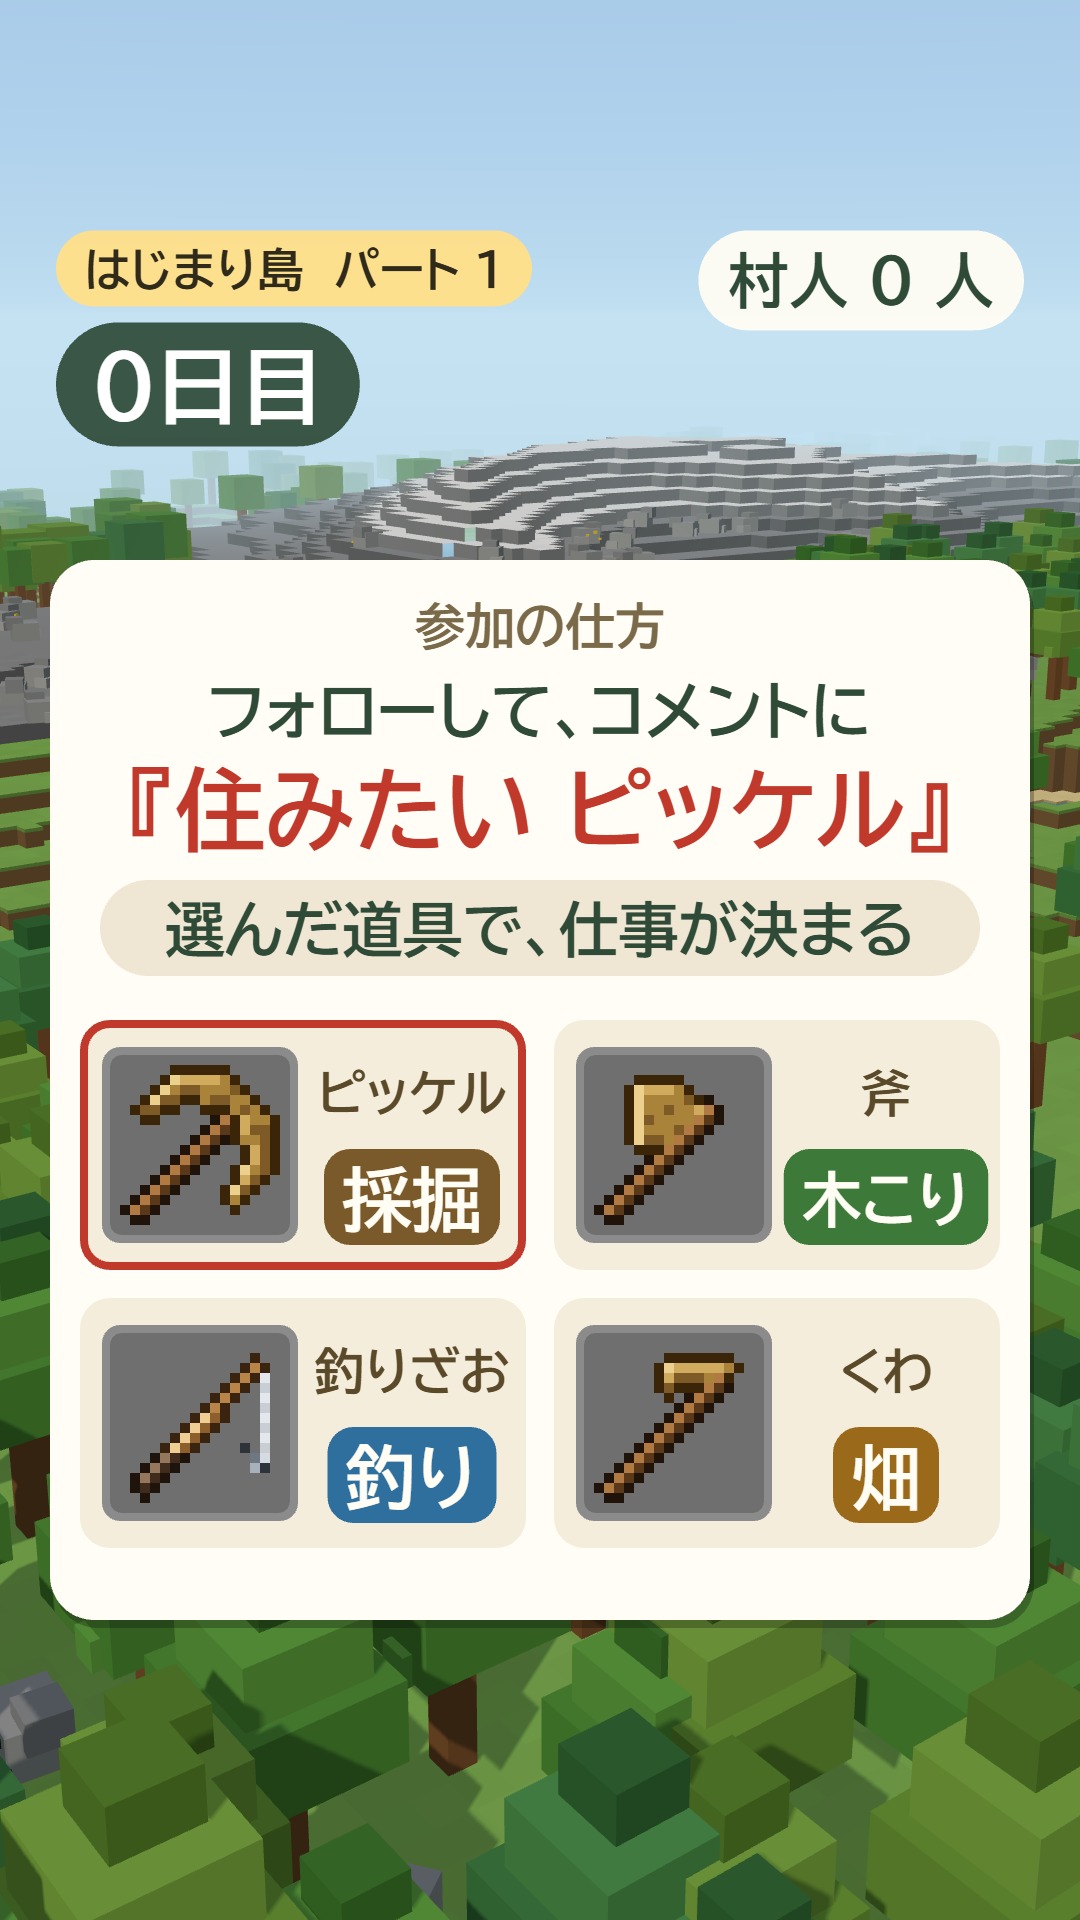 はじまり島 パート 1
村人 0 人
0日目
参加の仕方
フォローして、コメントに
『住みたい ピッケル』
選んだ道具で、仕事が決まる
ピッケル
採掘
斧
木こり
釣りざお
釣り
くわ
畑